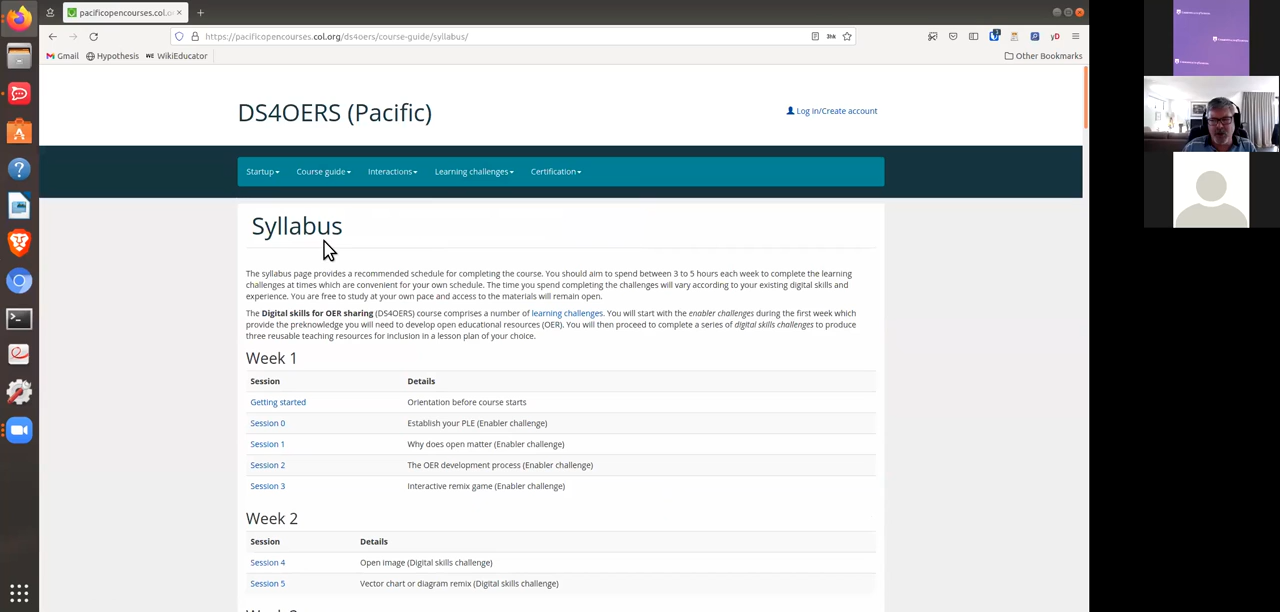 pacificopencourses.col.o
https://pacificopencourses.col.org/ds4oers/course-guide/syllabus/
Gmail
Hypothesis
WikiEducator
Other Bookmarks
DS4OERS (Pacific)
Log in/Create account
Startup
Course guide
Interactions
Learning challenges
Certification
Syllabus
The syllabus page provides a recommended schedule for completing the course. You should aim to spend between 3 to 5 hours each week to complete the learning
challenges at times which are convenient for your own schedule. The time you spend completing the challenges will vary according to your existing digital skills and
experience. You are free to study at your own pace and access to the materials will remain open.
The Digital skills for OER sharing (DS4OERS) course comprises a number of learning challenges. You will start with the enabler challenges during the first week which
provide the preknowledge you will need to develop open educational resources (OER). You will then proceed to complete a series of digital skills challenges to produce
three reusable teaching resources for inclusion in a lesson plan of your choice.
Week 1
Session Details
Getting started Orientation before course starts
Session 0 Establish your PLE (Enabler challenge)
Session 1 Why does open matter (Enabler challenge)
Session 2 The OER development process (Enabler challenge)
Session 3 Interactive remix game (Enabler challenge)
Week 2
Session Details
Session 4 Open image (Digital skills challenge)
Session 5 Vector chart or diagram remix (Digital skills challenge)